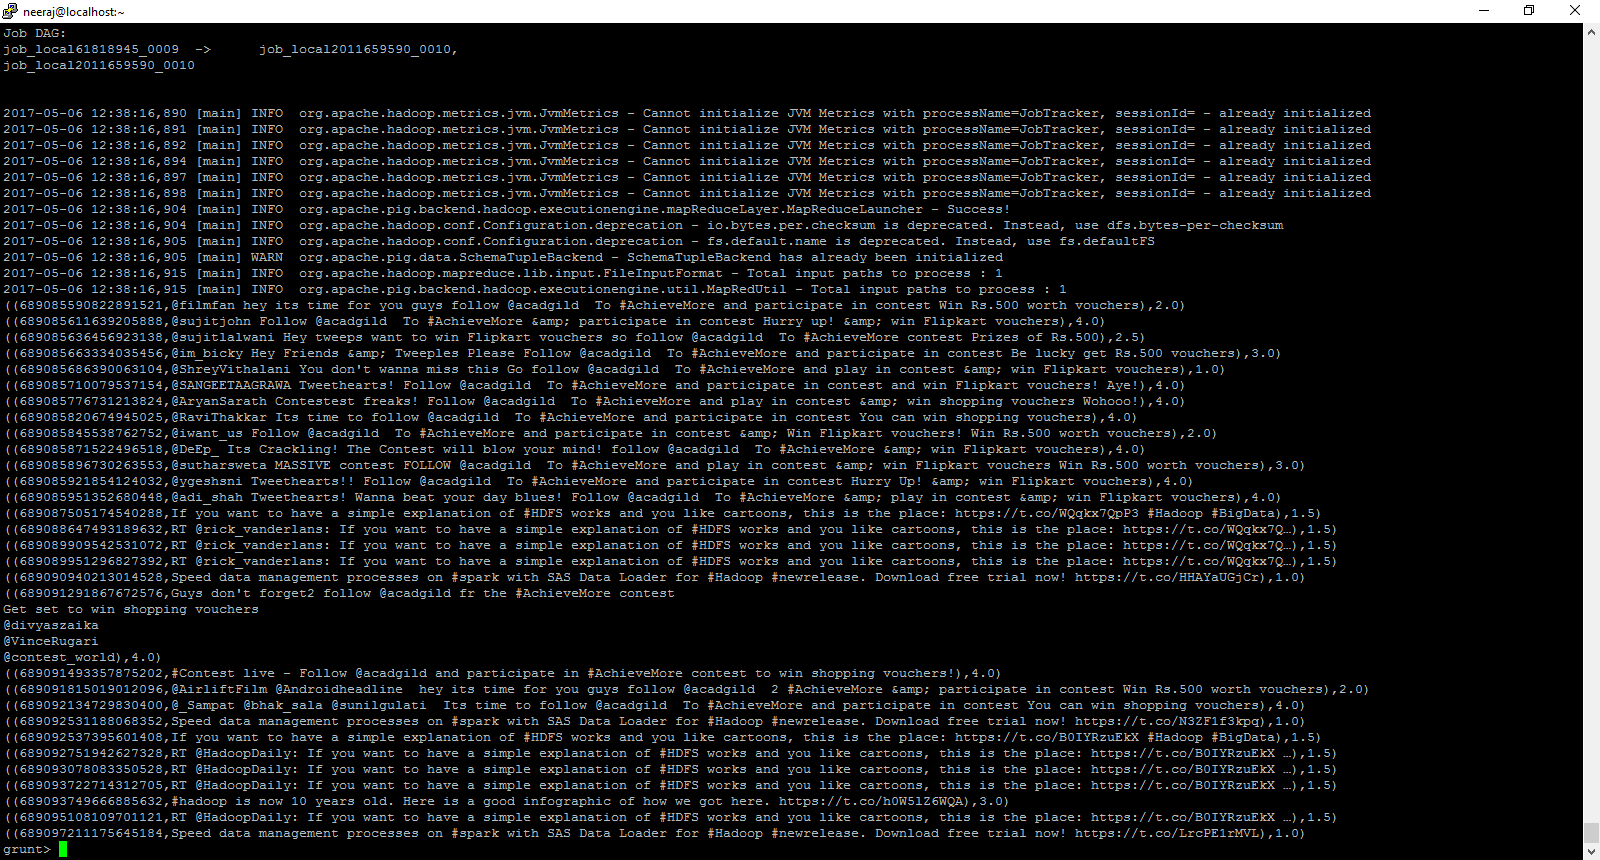 neeraj@localhost:~
Job DAG:
job_local61818945_0009  ->      job_local2011659590_0010,
job_local2011659590_0010
2017-05-06 12:38:16,890 [main] INFO  org.apache.hadoop.metrics.jvm.JvmMetrics - Cannot initialize JVM Metrics with processName=JobTracker, sessionId= - already initialized
2017-05-06 12:38:16,891 [main] INFO  org.apache.hadoop.metrics.jvm.JvmMetrics - Cannot initialize JVM Metrics with processName=JobTracker, sessionId= - already initialized
2017-05-06 12:38:16,892 [main] INFO  org.apache.hadoop.metrics.jvm.JvmMetrics - Cannot initialize JVM Metrics with processName=JobTracker, sessionId= - already initialized
2017-05-06 12:38:16,894 [main] INFO  org.apache.hadoop.metrics.jvm.JvmMetrics - Cannot initialize JVM Metrics with processName=JobTracker, sessionId= - already initialized
2017-05-06 12:38:16,897 [main] INFO  org.apache.hadoop.metrics.jvm.JvmMetrics - Cannot initialize JVM Metrics with processName=JobTracker, sessionId= - already initialized
2017-05-06 12:38:16,898 [main] INFO  org.apache.hadoop.metrics.jvm.JvmMetrics - Cannot initialize JVM Metrics with processName=JobTracker, sessionId= - already initialized
2017-05-06 12:38:16,904 [main] INFO  org.apache.pig.backend.hadoop.executionengine.mapReduceLayer.MapReduceLauncher - Success!
2017-05-06 12:38:16,904 [main] INFO  org.apache.hadoop.conf.Configuration.deprecation - io.bytes.per.checksum is deprecated. Instead, use dfs.bytes-per-checksum
2017-05-06 12:38:16,905 [main] INFO  org.apache.hadoop.conf.Configuration.deprecation - fs.default.name is deprecated. Instead, use fs.defaultFS
2017-05-06 12:38:16,905 [main] WARN  org.apache.pig.data.SchemaTupleBackend - SchemaTupleBackend has already been initialized
2017-05-06 12:38:16,915 [main] INFO  org.apache.hadoop.mapreduce.lib.input.FileInputFormat - Total input paths to process : 1
2017-05-06 12:38:16,915 [main] INFO  org.apache.pig.backend.hadoop.executionengine.util.MapRedUtil - Total input paths to process : 1
((689085590822891521,@filmfan hey its time for you guys follow @acadgild  To #AchieveMore and participate in contest Win Rs.500 worth vouchers),2.0)
((689085611639205888,@sujitjohn Follow @acadgild  To #AchieveMore &amp; participate in contest Hurry up! &amp; win Flipkart vouchers),4.0)
((689085636456923138,@sujitlalwani Hey tweeps want to win Flipkart vouchers so follow @acadgild  To #AchieveMore contest Prizes of Rs.500),2.5)
((689085663334035456,@im_bicky Hey Friends &amp; Tweeples Please Follow @acadgild  To #AchieveMore and participate in contest Be lucky get Rs.500 vouchers),3.0)
((689085686390063104,@ShreyVithalani You don't wanna miss this Go follow @acadgild  To #AchieveMore and play in contest &amp; win Flipkart vouchers),1.0)
((689085710079537154,@SANGEETAAGRAWA Tweethearts! Follow @acadgild  To #AchieveMore and participate in contest and win Flipkart vouchers! Aye!),4.0)
((689085776731213824,@AryanSarath Contestest freaks! Follow @acadgild  To #AchieveMore and play in contest &amp; win shopping vouchers Wohooo!),4.0)
((689085820674945025,@RaviThakkar Its time to follow @acadgild  To #AchieveMore and participate in contest You can win shopping vouchers),4.0)
((689085845538762752,@iwant_us Follow @acadgild  To #AchieveMore and participate in contest &amp; Win Flipkart vouchers! Win Rs.500 worth vouchers),2.0)
((689085871522496518,@DeEp_ Its Crackling! The Contest will blow your mind! follow @acadgild  To #AchieveMore &amp; win Flipkart vouchers),4.0)
((689085896730263553,@sutharsweta MASSIVE contest FOLLOW @acadgild  To #AchieveMore and play in contest &amp; win Flipkart vouchers Win Rs.500 worth vouchers),3.0)
((689085921854124032,@ygeshsni Tweethearts!! Follow @acadgild  To #AchieveMore and participate in contest Hurry Up! &amp; win Flipkart vouchers),4.0)
((689085951352680448,@adi_shah Tweethearts! Wanna beat your day blues! Follow @acadgild  To #AchieveMore &amp; play in contest &amp; win Flipkart vouchers),4.0)
((689087505174540288,If you want to have a simple explanation of #HDFS works and you like cartoons, this is the place: https://t.co/WQqkx7QpP3 #Hadoop #BigData),1.5)
((689088647493189632,RT @rick_vanderlans: If you want to have a simple explanation of #HDFS works and you like cartoons, this is the place: https://t.co/WQqkx7Q…),1.5)
((689089909542531072,RT @rick_vanderlans: If you want to have a simple explanation of #HDFS works and you like cartoons, this is the place: https://t.co/WQqkx7Q…),1.5)
((689089951296827392,RT @rick_vanderlans: If you want to have a simple explanation of #HDFS works and you like cartoons, this is the place: https://t.co/WQqkx7Q…),1.5)
((689090940213014528,Speed data management processes on #spark with SAS Data Loader for #Hadoop #newrelease. Download free trial now! https://t.co/HHAYaUGjCr),1.0)
((689091291867672576,Guys don't forget2 follow @acadgild fr the #AchieveMore contest
Get set to win shopping vouchers
@divyaszaika
@VinceRugari
@contest_world),4.0)
((689091493357875202,#Contest live - Follow @acadgild and participate in #AchieveMore contest to win shopping vouchers!),4.0)
((689091815019012096,@AirliftFilm @Androidheadline  hey its time for you guys follow @acadgild  2 #AchieveMore &amp; participate in contest Win Rs.500 worth vouchers),2.0)
((689092134729830400,@_Sampat @bhak_sala @sunilgulati  Its time to follow @acadgild  To #AchieveMore and participate in contest You can win shopping vouchers),4.0)
((689092531188068352,Speed data management processes on #spark with SAS Data Loader for #Hadoop #newrelease. Download free trial now! https://t.co/N3ZF1f3kpq),1.0)
((689092537395601408,If you want to have a simple explanation of #HDFS works and you like cartoons, this is the place: https://t.co/B0IYRzuEkX #Hadoop #BigData),1.5)
((689092751942627328,RT @HadoopDaily: If you want to have a simple explanation of #HDFS works and you like cartoons, this is the place: https://t.co/B0IYRzuEkX …),1.5)
((689093078083350528,RT @HadoopDaily: If you want to have a simple explanation of #HDFS works and you like cartoons, this is the place: https://t.co/B0IYRzuEkX …),1.5)
((689093722714312705,RT @HadoopDaily: If you want to have a simple explanation of #HDFS works and you like cartoons, this is the place: https://t.co/B0IYRzuEkX …),1.5)
((689093749666885632,#hadoop is now 10 years old. Here is a good infographic of how we got here. https://t.co/h0W5lZ6WQA),3.0)
((689095108109701121,RT @HadoopDaily: If you want to have a simple explanation of #HDFS works and you like cartoons, this is the place: https://t.co/B0IYRzuEkX …),1.5)
((689097211175645184,Speed data management processes on #spark with SAS Data Loader for #Hadoop #newrelease. Download free trial now! https://t.co/LrcPE1rMVL),1.0)
grunt>